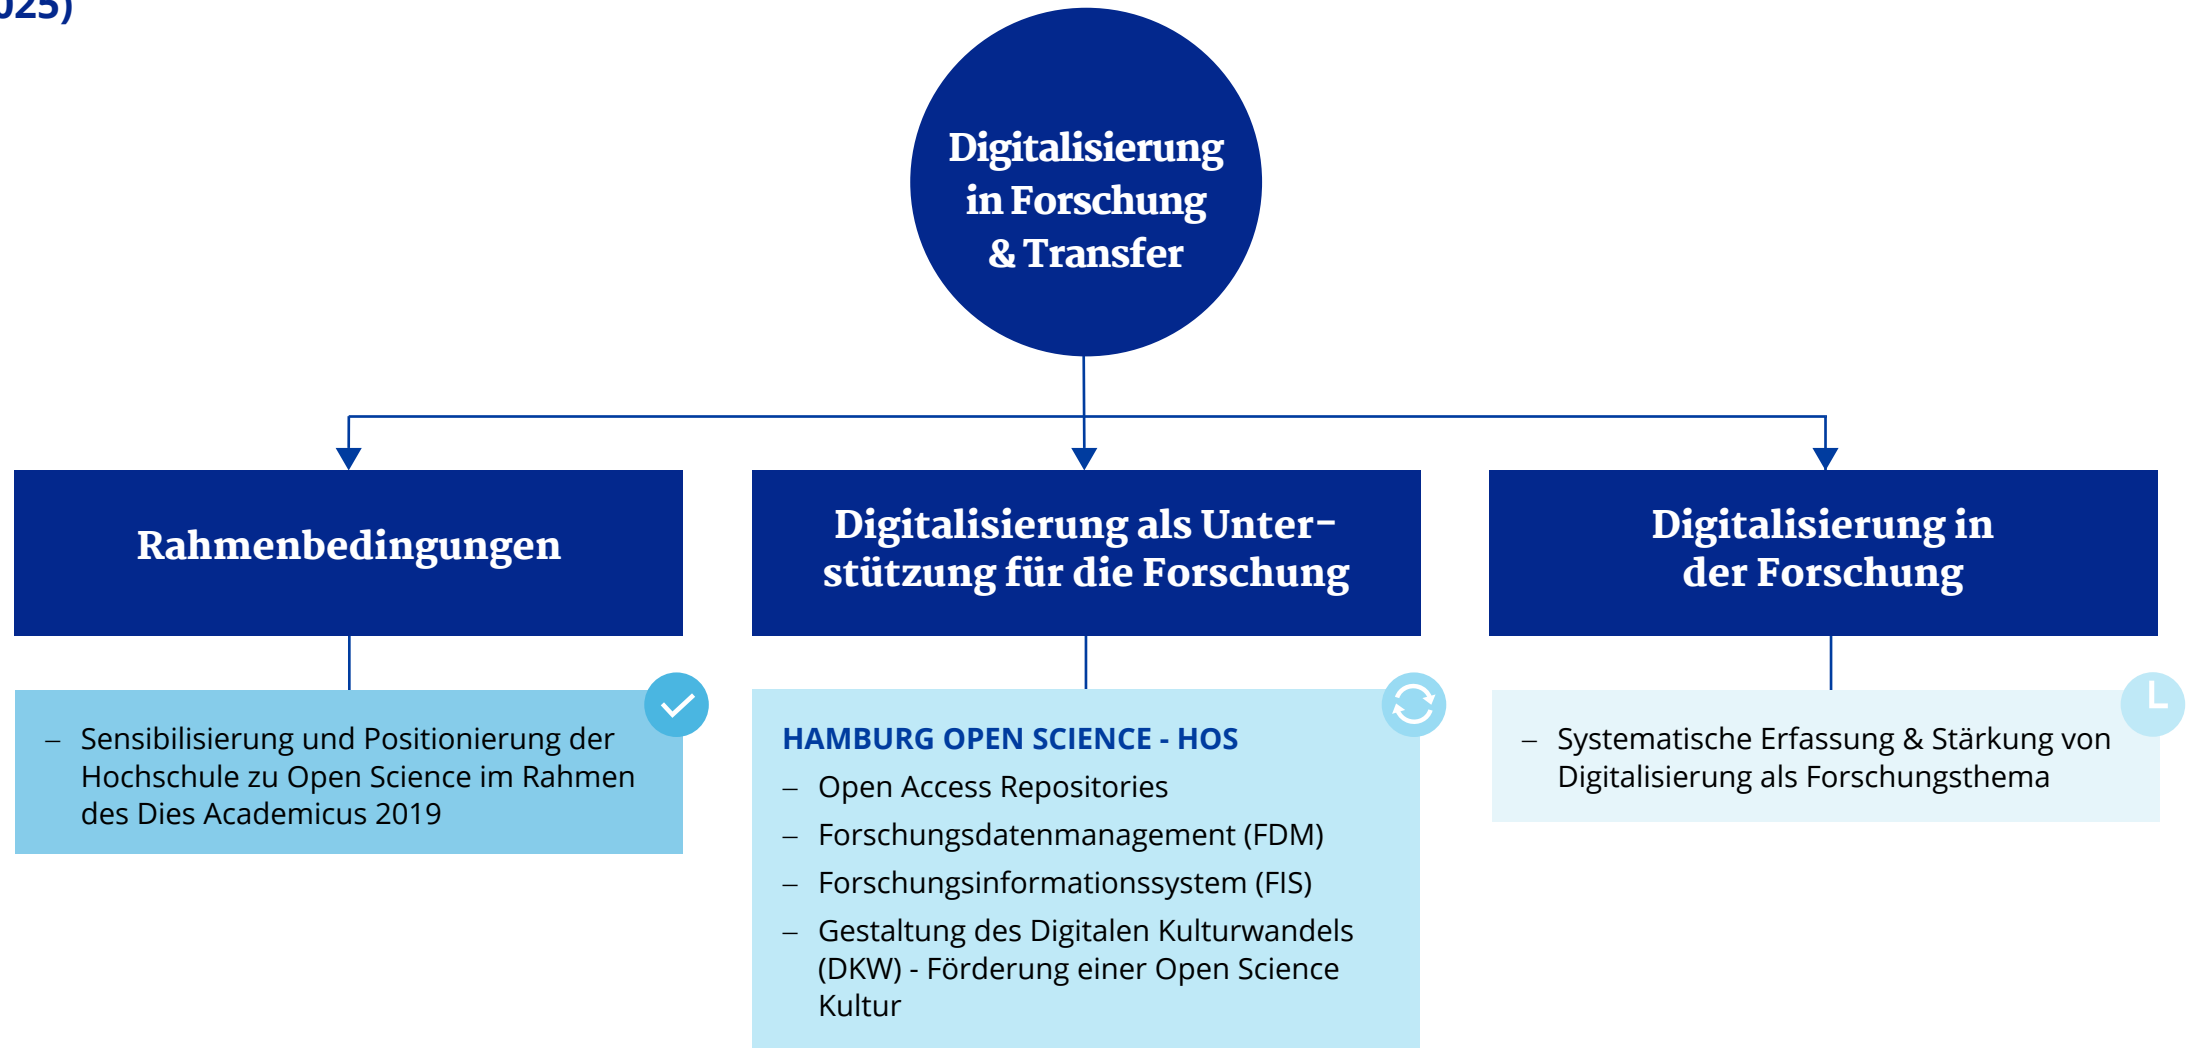 025)
Digitalisierung
in Forschung
& Transfer
Rahmenbedingungen
Digitalisierung als Unter-
stützung für die Forschung
Digitalisierung in
der Forschung
– Sensibilisierung und Positionierung der
Hochschule zu Open Science im Rahmen
des Dies Academicus 2019
HAMBURG OPEN SCIENCE - HOS
– Open Access Repositories
– Forschungsdatenmanagement (FDM)
– Forschungsinformationssystem (FIS)
– Gestaltung des Digitalen Kulturwandels
(DKW) - Förderung einer Open Science
Kultur
– Systematische Erfassung & Stärkung von
Digitalisierung als Forschungsthema